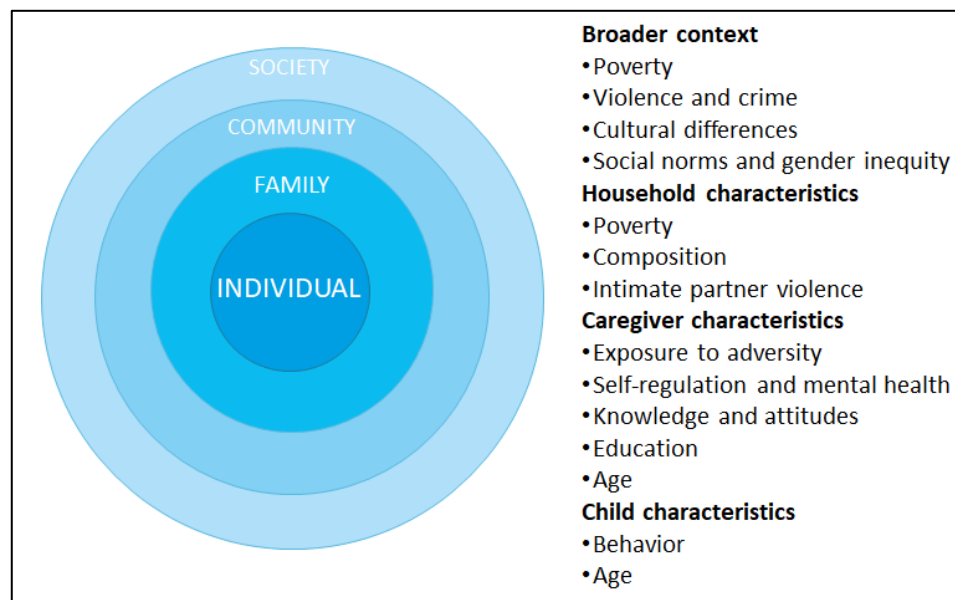 SOCIETY
COMMUNITY
FAMILY
INDIVIDUAL
Broader context
•Poverty
•Violence and crime
•Cultural differences
•Social norms and gender inequity
Household characteristics
•Poverty
•Composition
•Intimate partner violence
Caregiver characteristics
•Exposure to adversity
•Self-regulation and mental health
•Knowledge and attitudes
•Education
•Age
Child characteristics
•Behavior
•Age